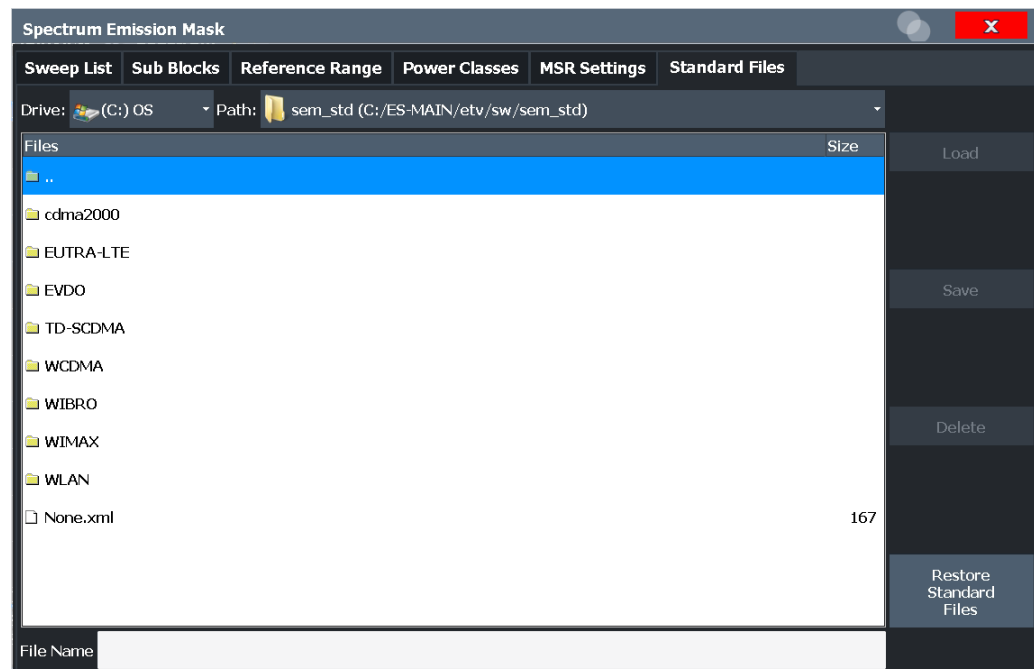 Spectrum Emission Mask
X
Sweep List Sub Blocks Reference Range Power Classes MSR Settings Standard Files
Drive: (C:) OS Path: sem_std (C:/ES-MAIN/etv/sw/sem_std)
Files Size
Load
..
cdma2000
EUTRA-LTE
EVDO
Save
TD-SCDMA
WCDMA
WIBRO
Delete
WIMAX
WLAN
None.xml 167
Restore
Standard
Files
File Name